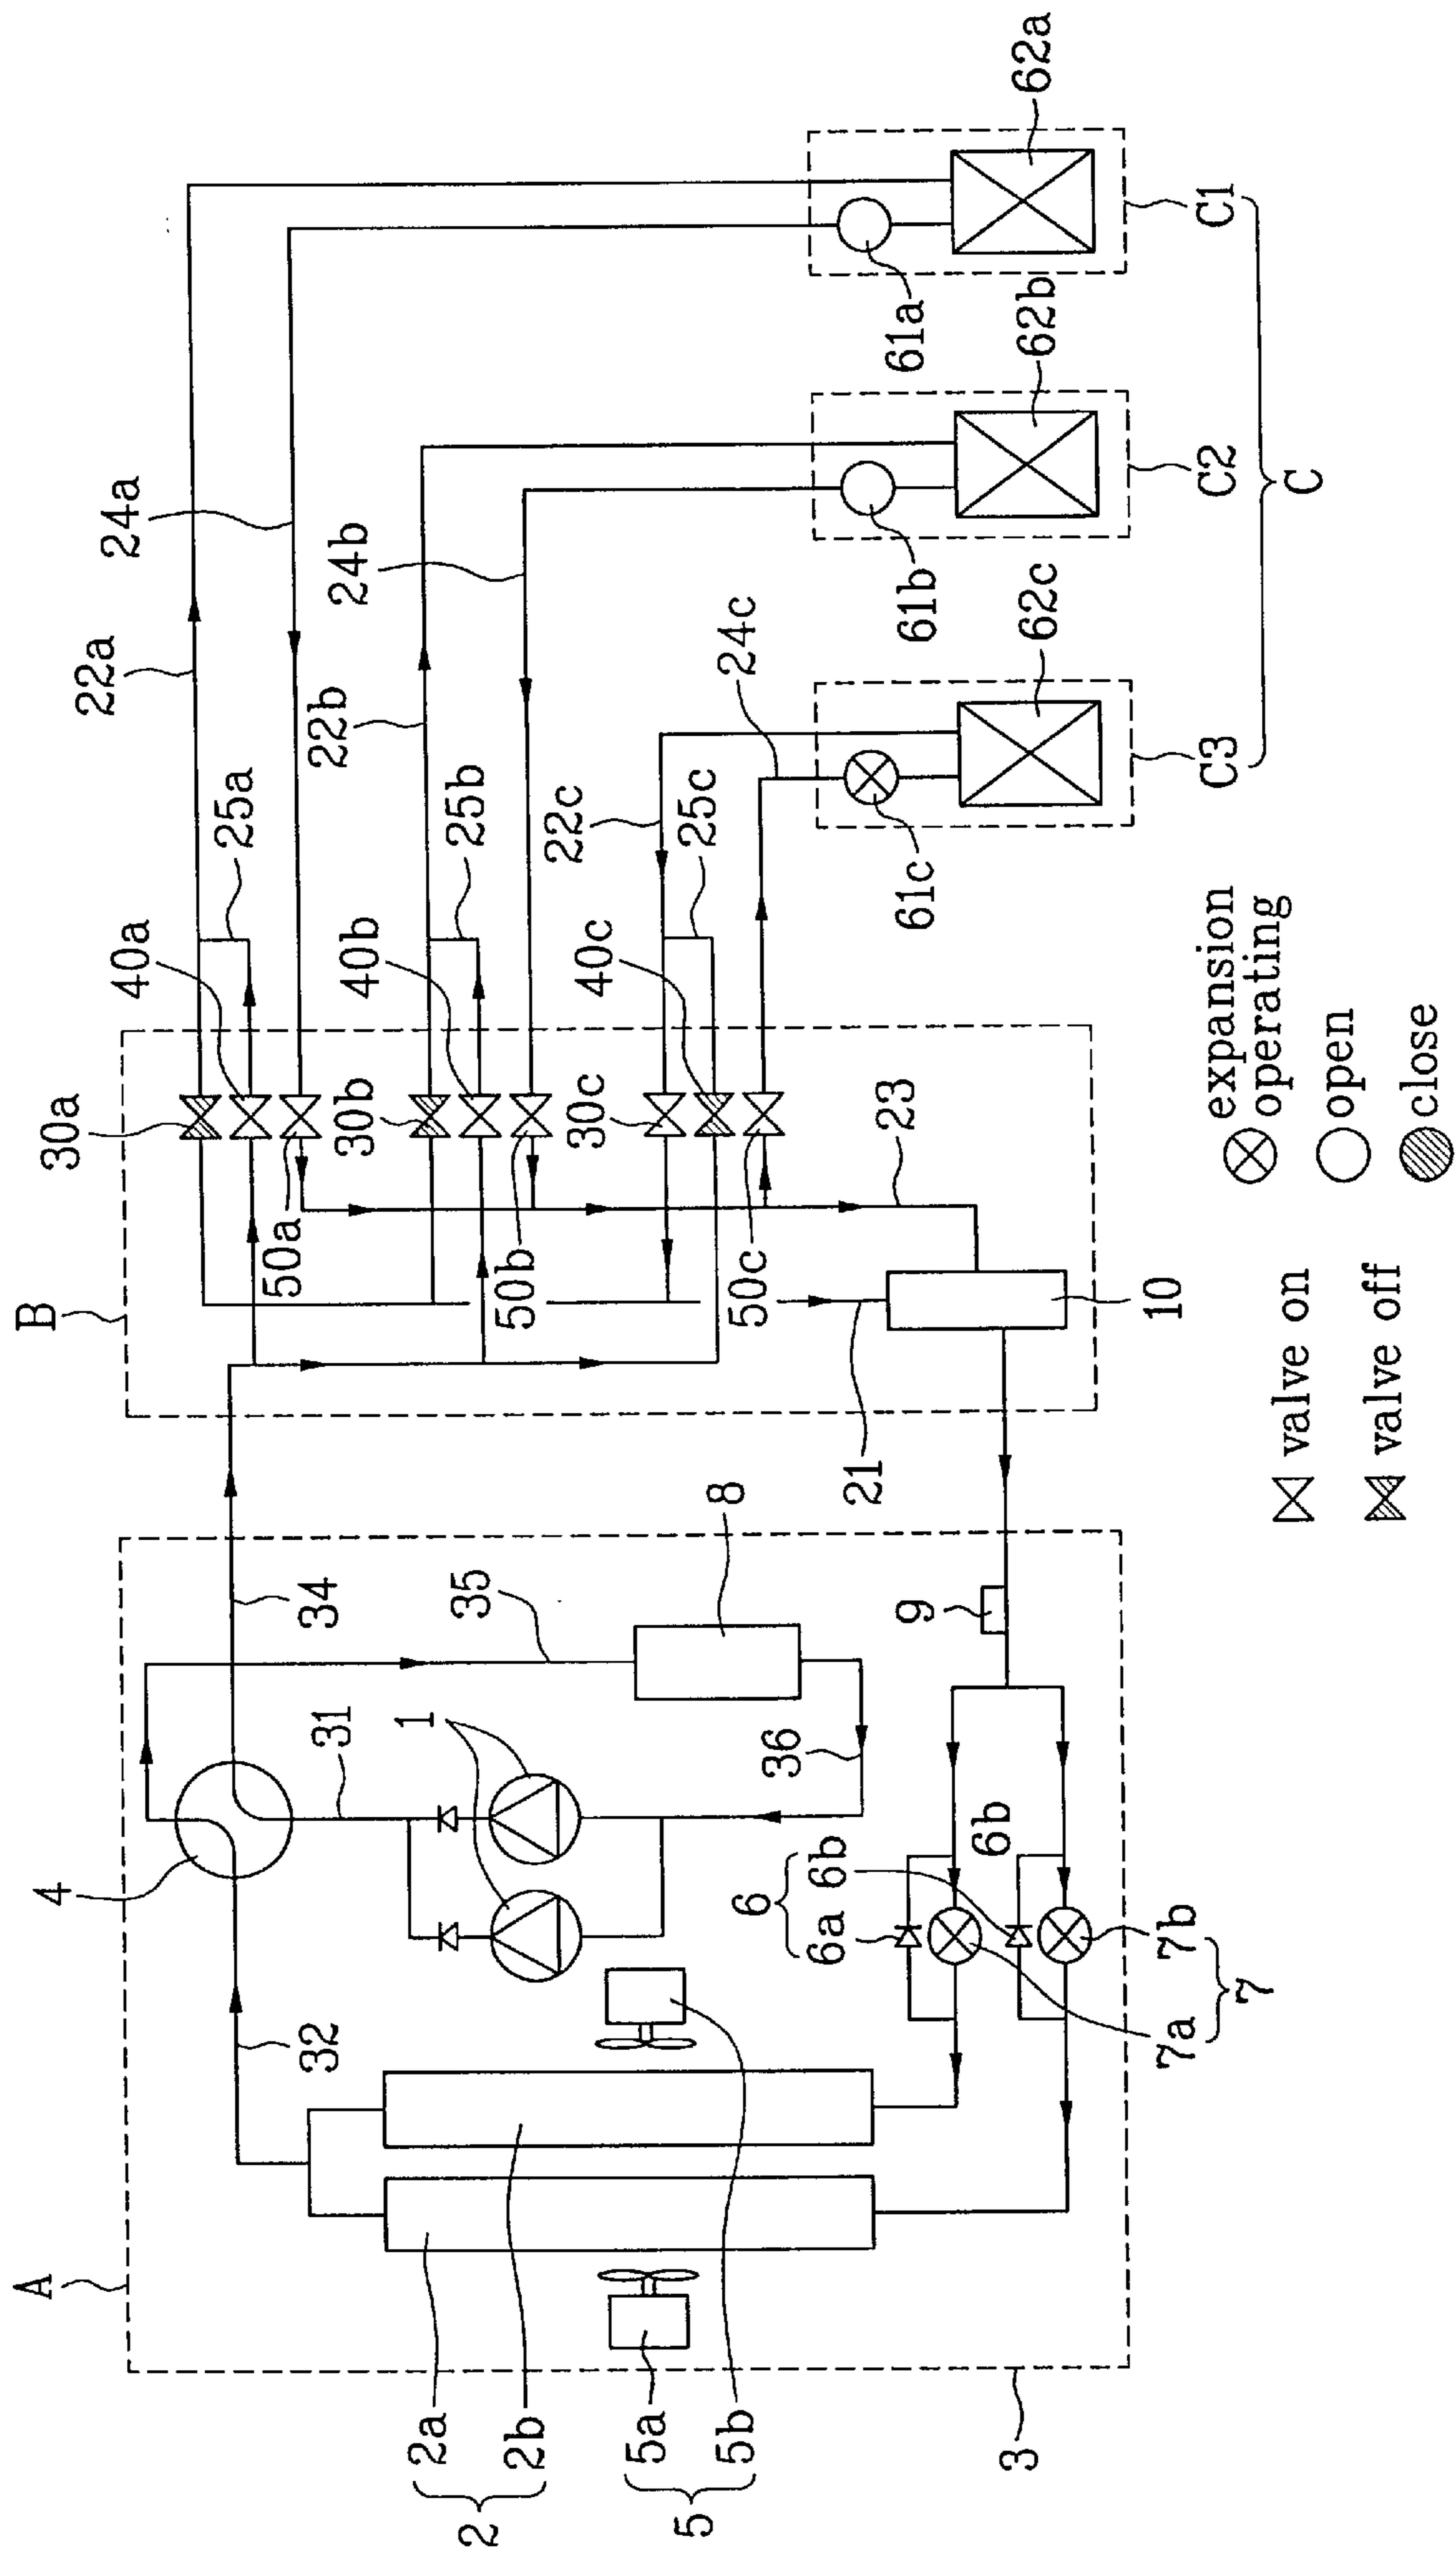 A
B
4
32
31
34
35
1
8
36
2a
2b
2
5a
5b
5
3
6
6a
6b
6b
7a
7b
7
9
21
10
23
30a
40a
50a
25a
22a
24a
30b
40b
50b
25b
22b
24b
30c
40c
50c
25c
22c
24c
61a
62a
C1
61b
62b
C2
61c
62c
C3
C
valve on
valve off
expansion
operating
open
close